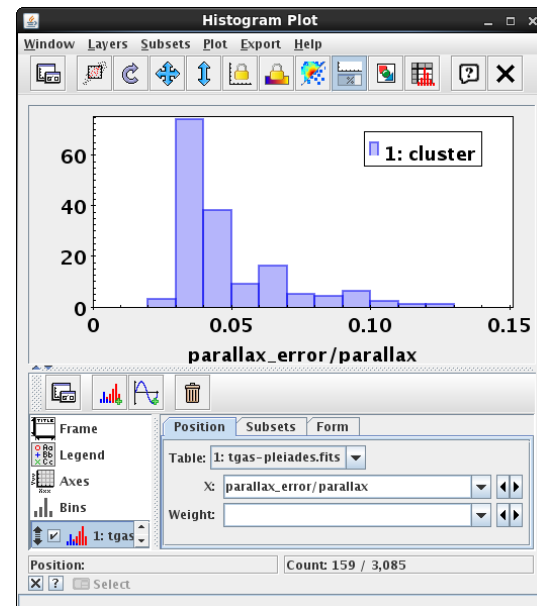 Histogram Plot
Window Layers Subsets Plot Export Help
1: cluster
60
40
20
0
0 0.05 0.10 0.15
parallax_error/parallax
TITLE Frame
Legend
Axes
Bins
1: tgas
Position Subsets Form
Table: 1: tgas-pleiades.fits
X: parallax_error/parallax
Weight:
Position: Count: 159 / 3,085
Select